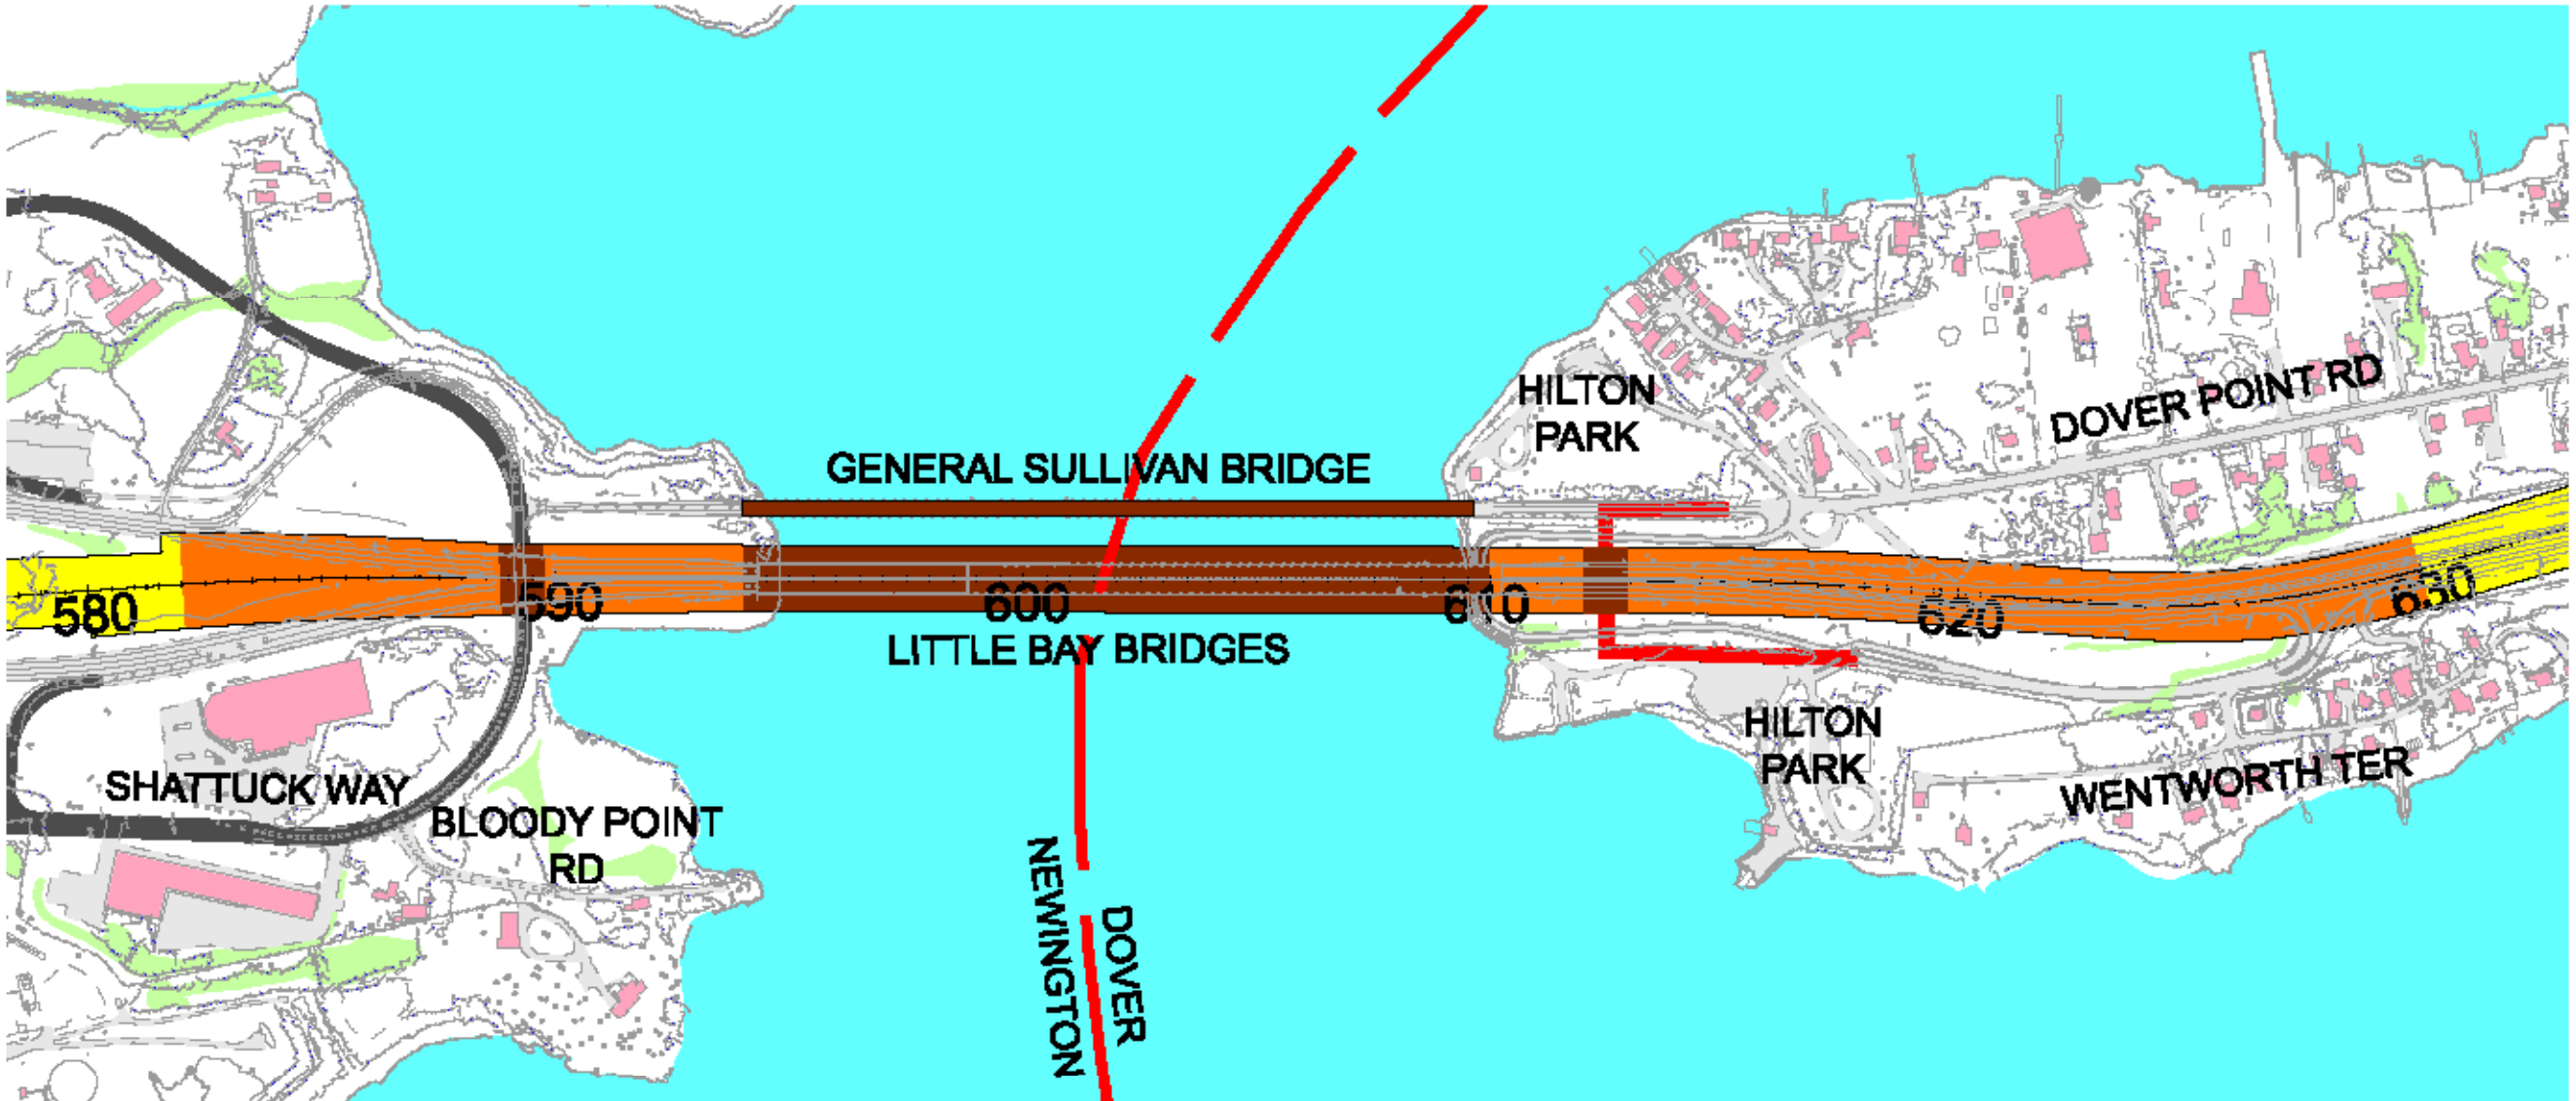 HILTON
PARK
DOVER POINT RD
GENERAL SULLIVAN BRIDGE
580
590
600
610
620
630
LITTLE BAY BRIDGES
SHATTUCK WAY
BLOODY POINT
RD
HILTON
PARK
WENTWORTH TER
NEWINGTON
DOVER